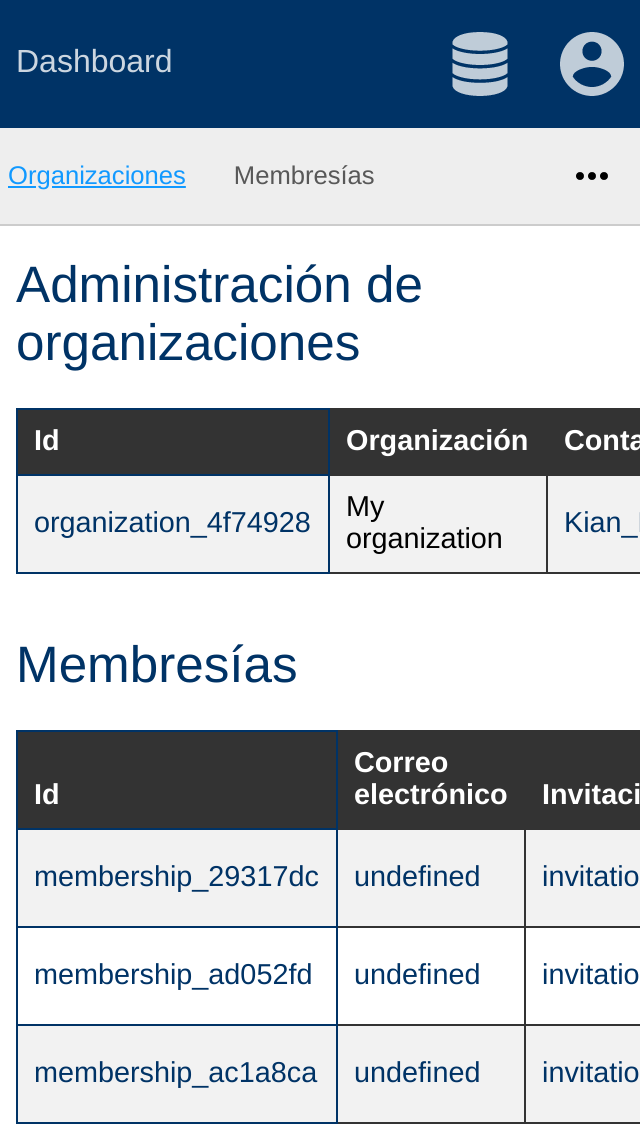 Dashboard
Organizaciones Membresías
Administración de
organizaciones
Id Organización Conta
organization_4f74928 My organization Kian_
Membresías
Id Correo electrónico Invitaci
membership_29317dc undefined invitatio
membership_ad052fd undefined invitatio
membership_ac1a8ca undefined invitatio